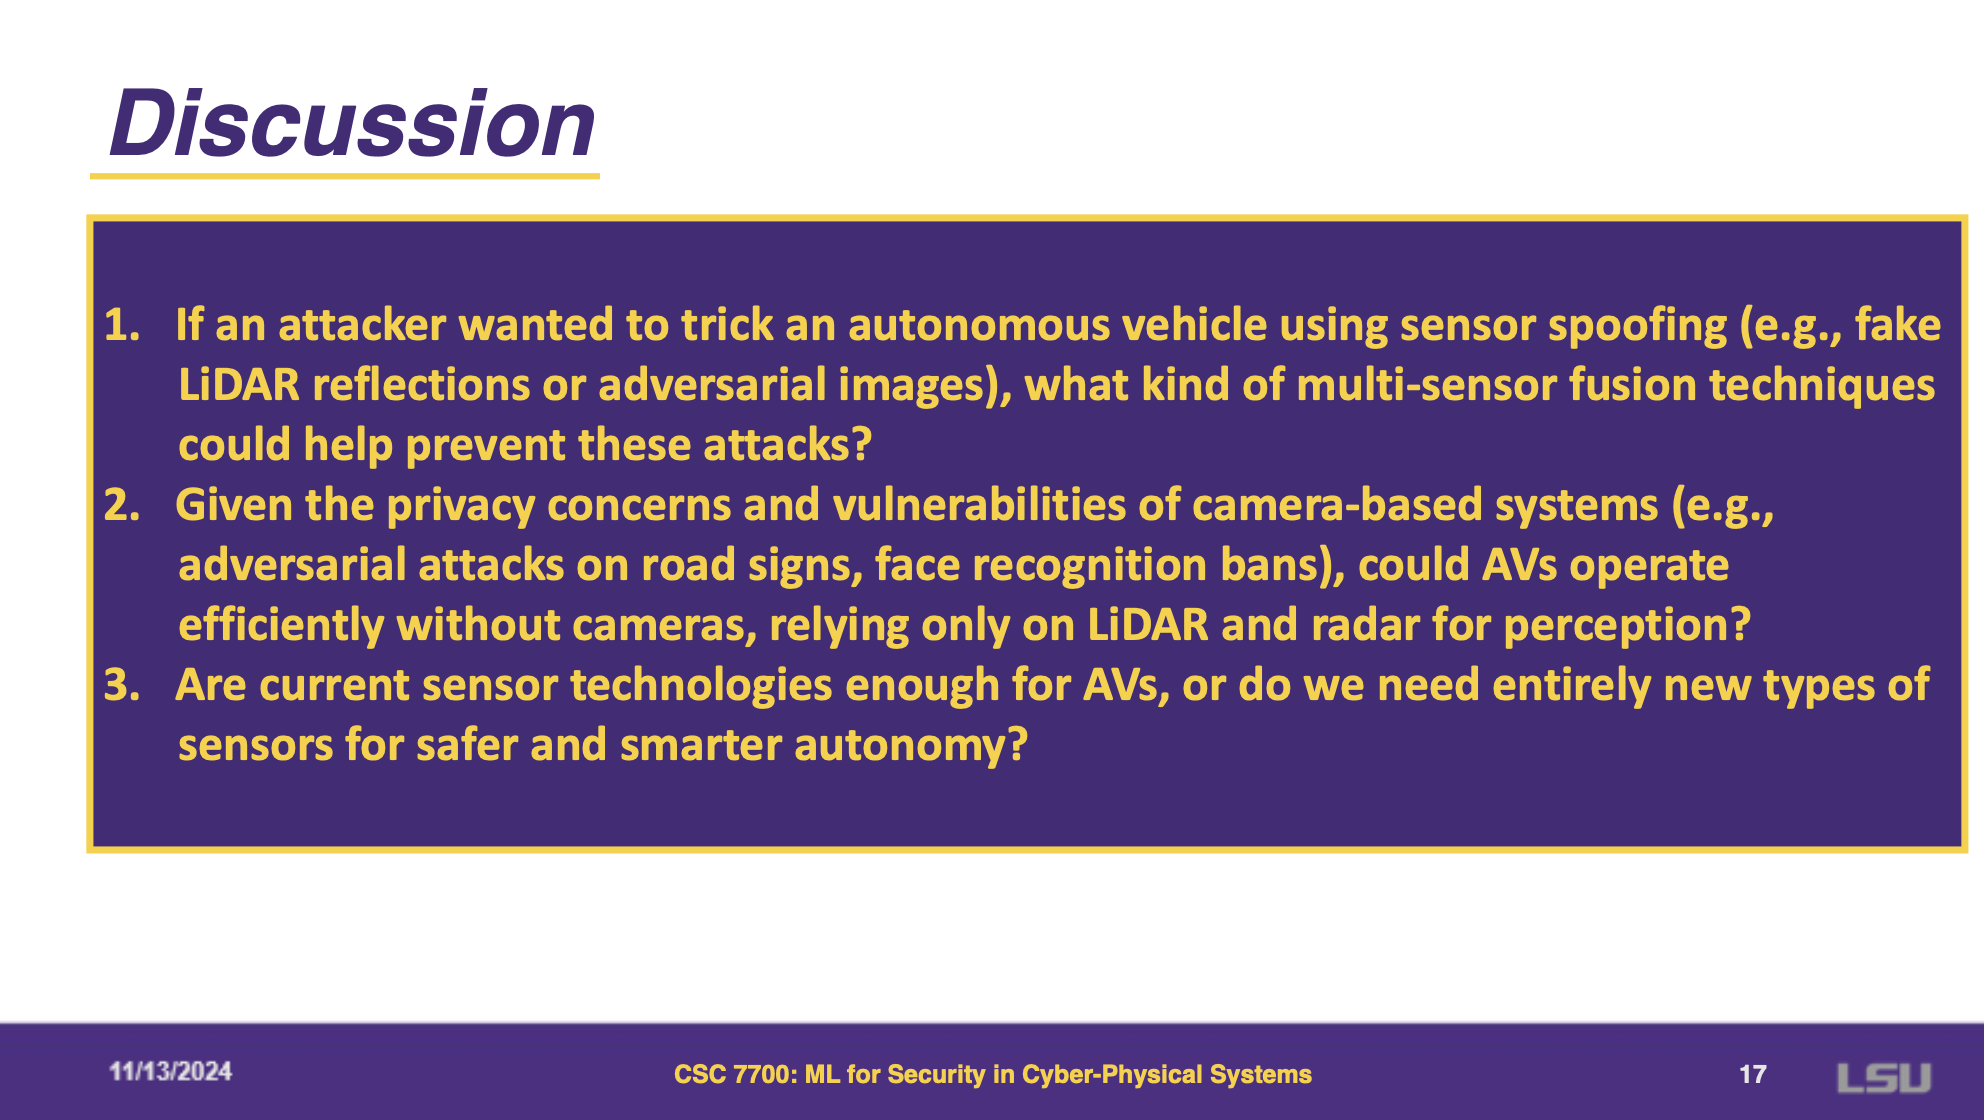 Discussion
1. If an attacker wanted to trick an autonomous vehicle using sensor spoofing (e.g., fake
LiDAR reflections or adversarial images), what kind of multi-sensor fusion techniques
could help prevent these attacks?
2. Given the privacy concerns and vulnerabilities of camera-based systems (e.g.,
adversarial attacks on road signs, face recognition bans), could AVs operate
efficiently without cameras, relying only on LiDAR and radar for perception?
3. Are current sensor technologies enough for AVs, or do we need entirely new types of
sensors for safer and smarter autonomy?
11/13/2024
CSC 7700: ML for Security in Cyber-Physical Systems
17
LSU